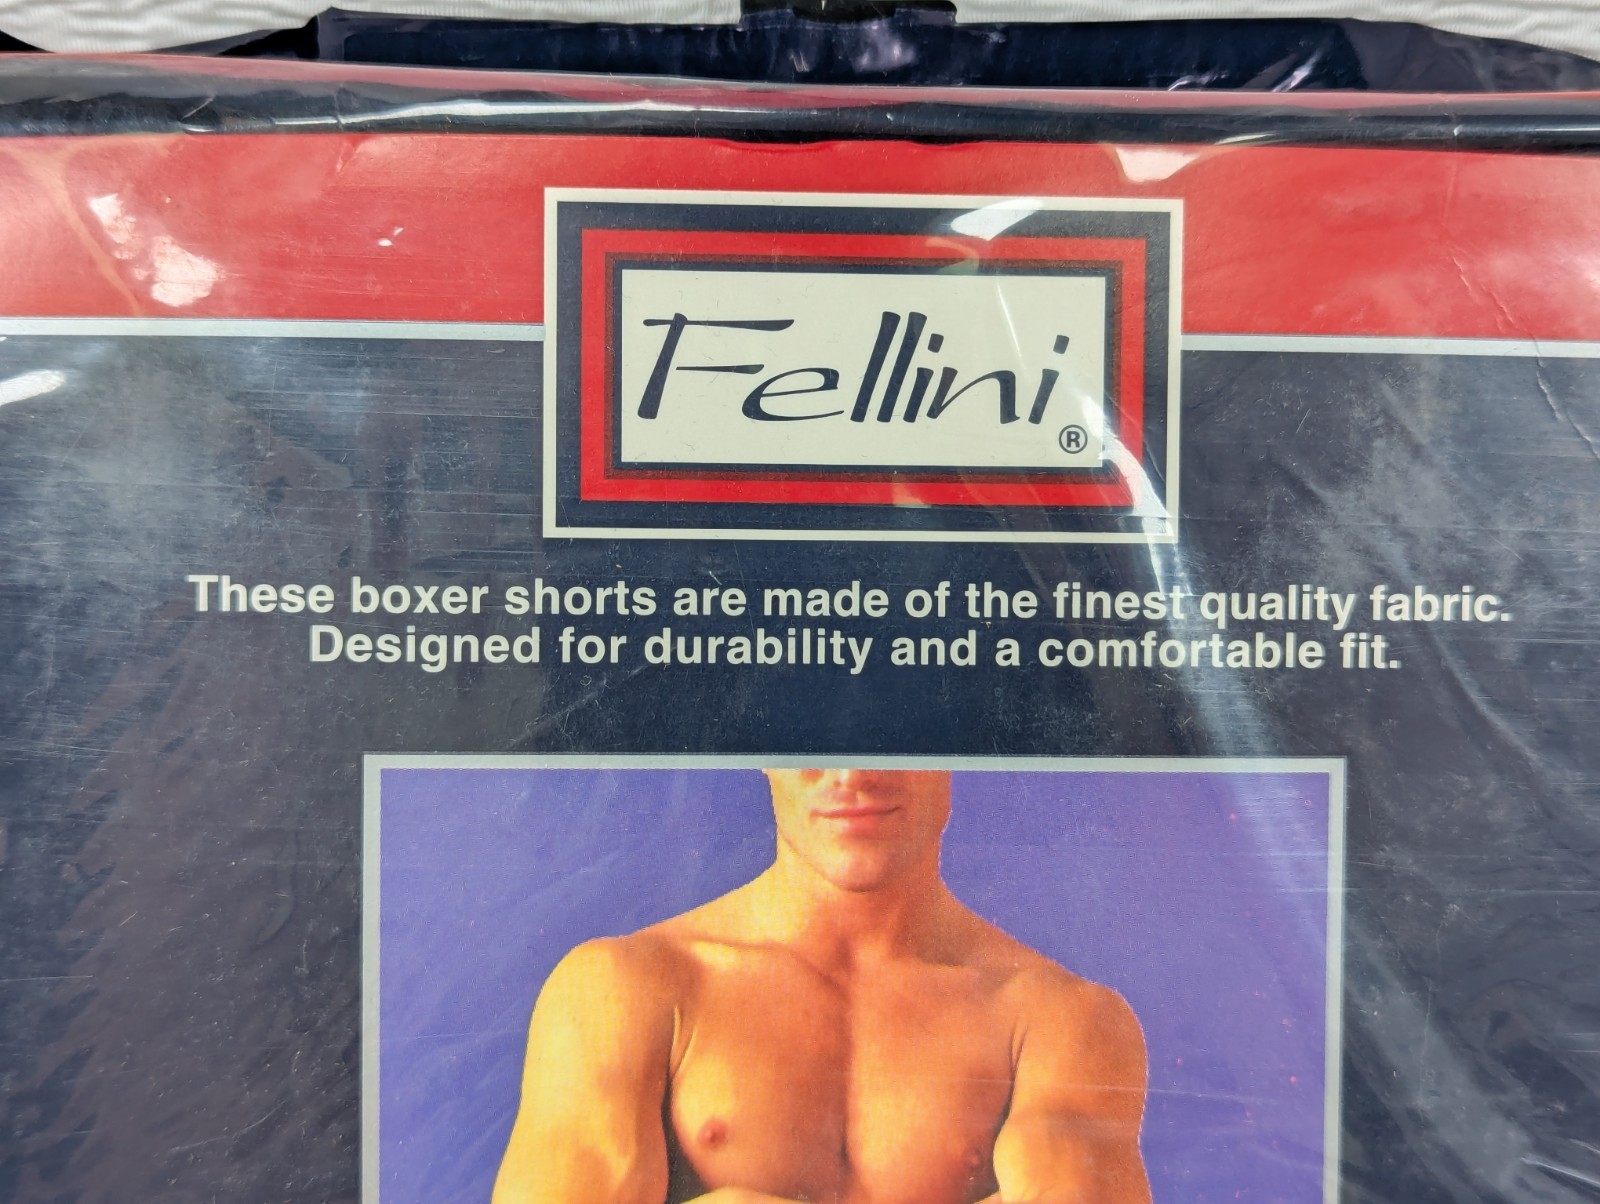 Fellini®
These boxer shorts are made of the finest quality fabric.
Designed for durability and a comfortable fit.